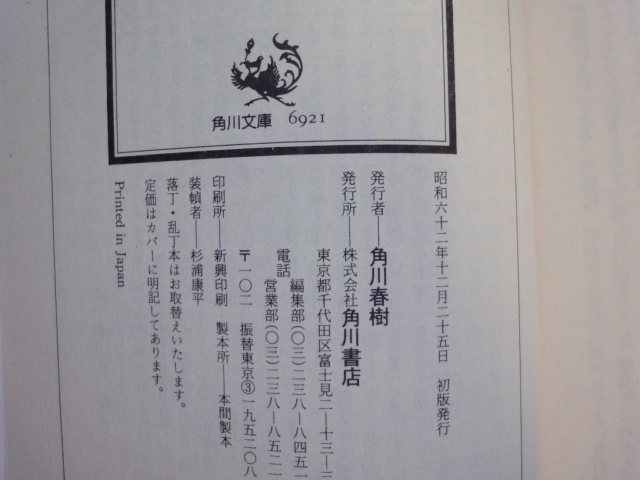 角川文庫 6921
昭和六十二年十二月二十五日 初版発行
発行者──角川春樹
発行所──株式会社角川書店
東京都千代田区富士見二─十三─三
編集部(〇三)二三八─八四五一
電話
営業部(〇三)二三八─八五二一
〒一〇二 振替東京③一九五二〇八
印刷所──新興印刷 製本所──本間製本
装幀者──杉浦康平
落丁・乱丁本はお取替えいたします。
定価はカバーに明記してあります。
Printed in Japan